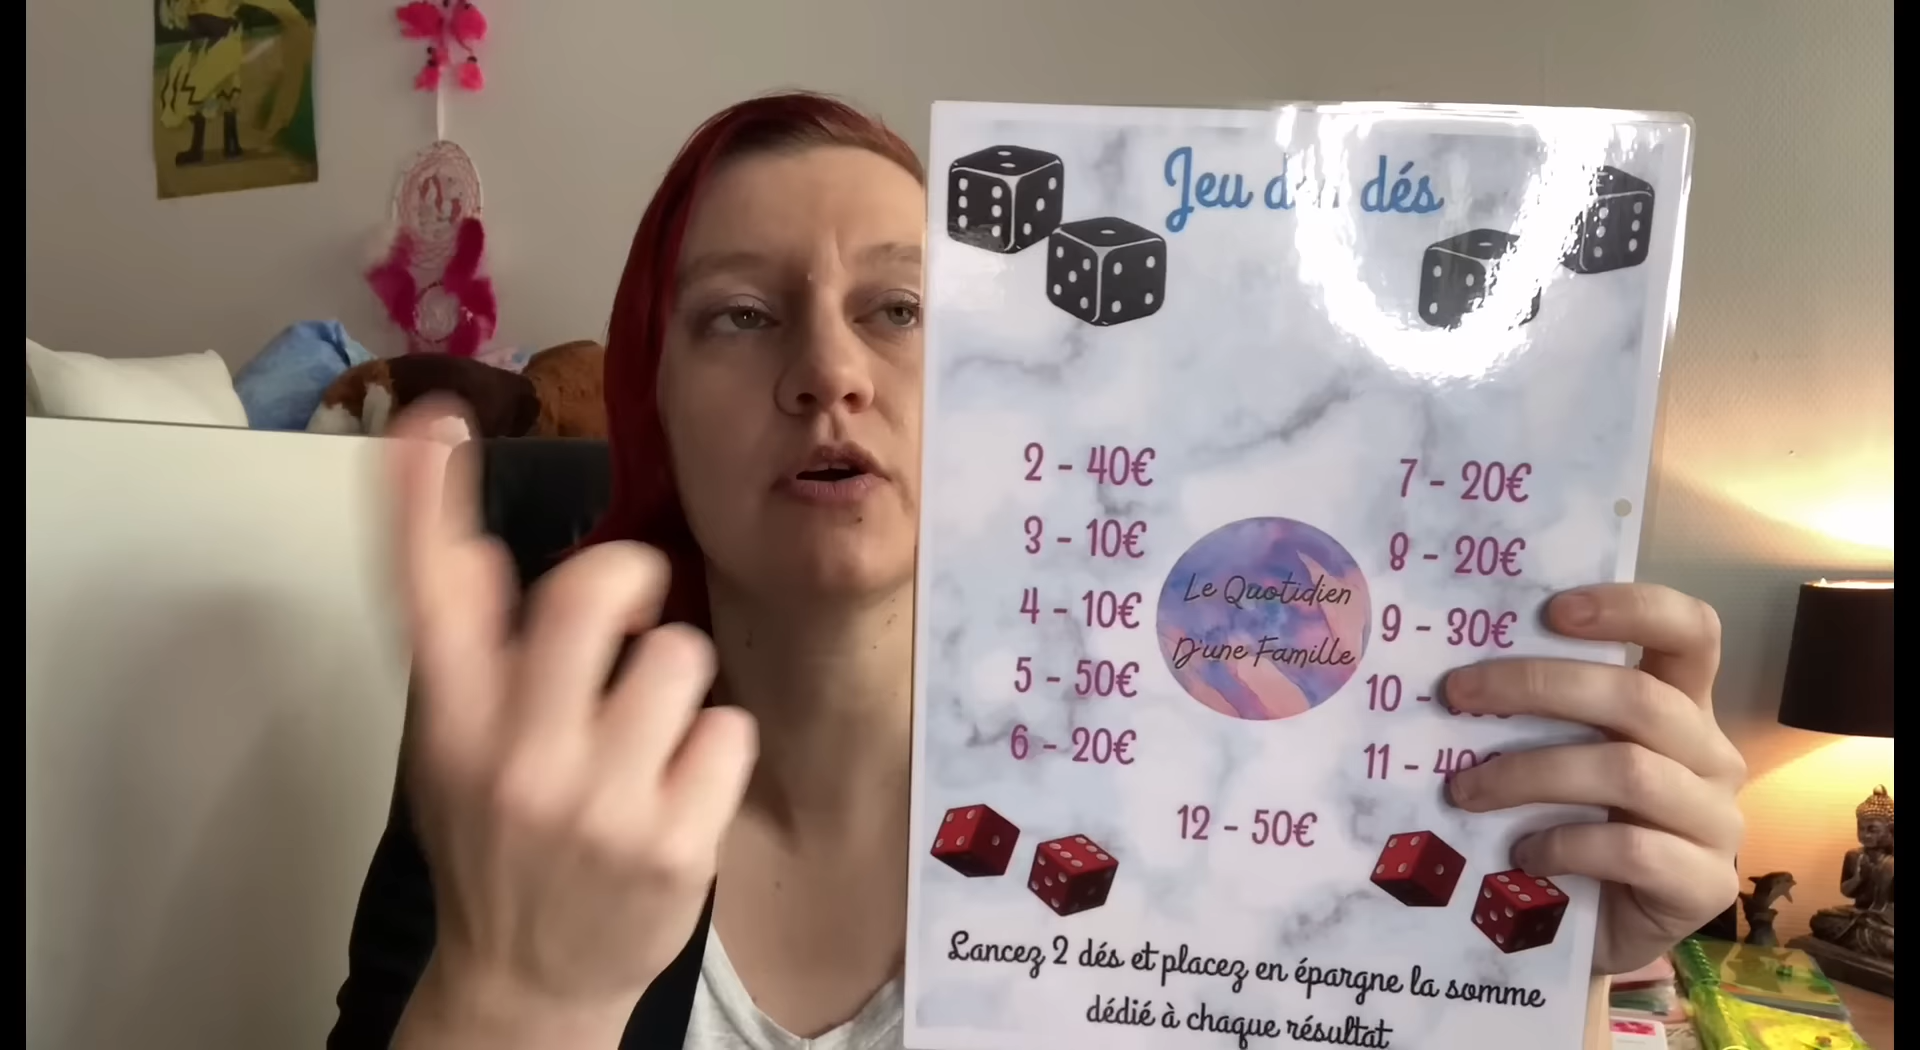 Jeu des dés
2 - 40€
3 - 10€
4 - 10€
5 - 50€
6 - 20€
Le Quotidien
D'une Famille
7 - 20€
8 - 20€
9 - 30€
10 -
11 - 40
12 - 50€
Lancez 2 dés et placez en épargne la somme
dédié à chaque résultat